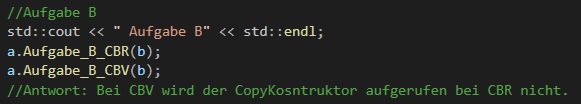 //Aufgabe B
std::cout << " Aufgabe B" << std::endl;
a.Aufgabe_B_CBR(b);
a.Aufgabe_B_CBV(b);
//Antwort: Bei CBV wird der CopyKosntruktor aufgerufen bei CBR nicht.